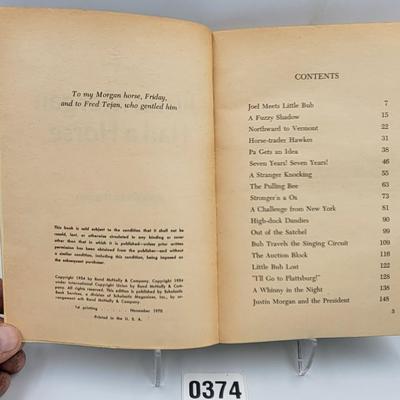 To my Morgan horse, Friday,
and to Fred Tejan, who gentled him
This book is sold subject to the condition that it shall not be
resold, lent, or otherwise circulated in any binding or cover
other than that in which it is published—unless prior written
permission has been obtained from the publisher—and without
a similar condition, including this condition, being imposed on
the subsequent purchaser.
Copyright 1954 by Rand McNally & Company. Copyright 1954
under International Copyright Union by Rand McNally &
Company. All rights reserved. This edition is published by Scholastic
Book Services, a division of Scholastic Magazines, Inc., by
arrangement with Rand McNally & Company.
1st printing . . . . . November 1970
Printed in the U. S. A.
CONTENTS
Joel Meets Little Bub 7
A Fuzzy Shadow 15
Northward to Vermont 22
Horse-trader Hawkes 31
Pa Gets an Idea 38
Seven Years! Seven Years! 46
A Stranger Knocking 55
The Pulling Bee 63
Stronger'n a Ox 75
A Challenge from New York 81
High-duck Dandies 90
Out of the Satchel 99
Bub Travels the Singing Circuit 109
The Auction Block 116
Little Bub Lost 122
"I'll Go to Plattsburg!" 131
A Whinny in the Night 138
Justin Morgan and the President 148
5
0374